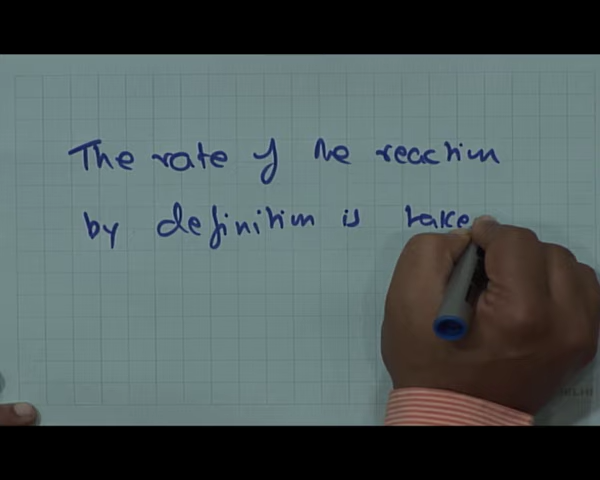 The rate of the reaction
by definition is take